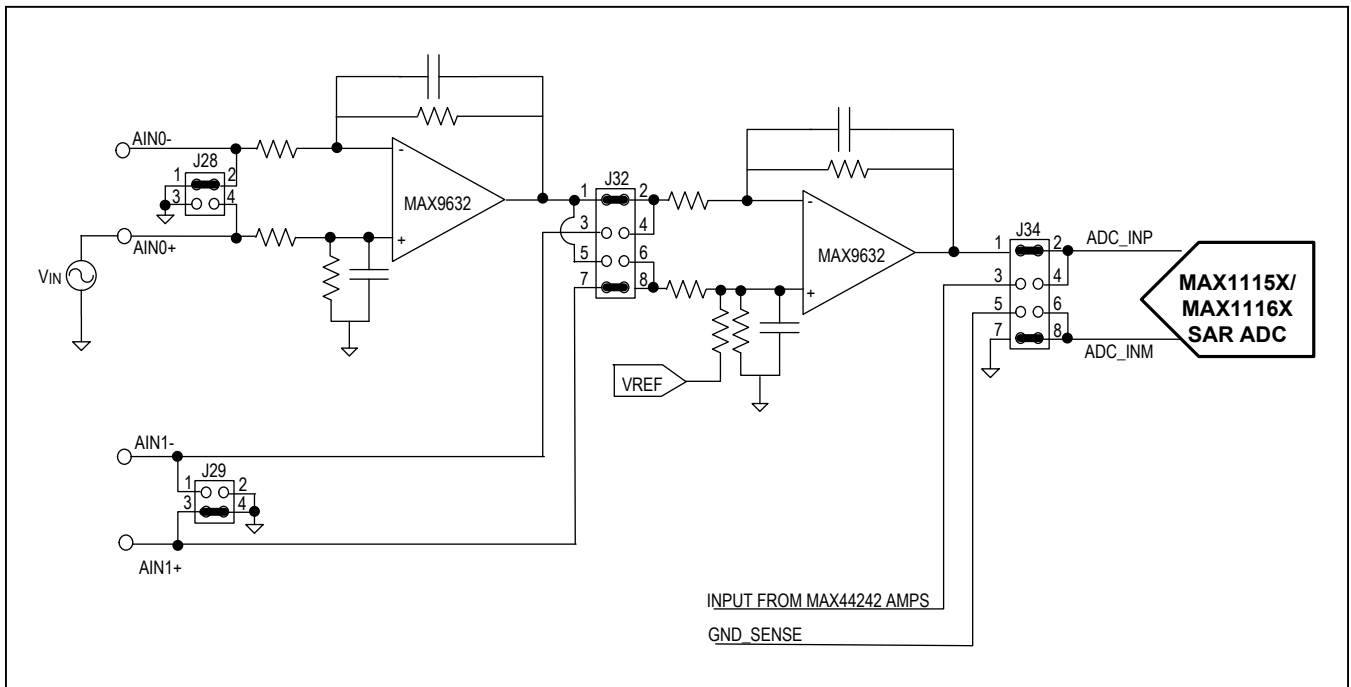 AIN0-
J28
1 2
3 4
AIN0+
VIN
-
MAX9632
+
J32
1 2
3 4
5 6
7 8
-
MAX9632
+
VREF
J34
1 2
3 4
5 6
7 8
ADC_INP
ADC_INM
MAX1115X/
MAX1116X
SAR ADC
AIN1-
J29
1 2
3 4
AIN1+
INPUT FROM MAX44242 AMPS
GND_SENSE